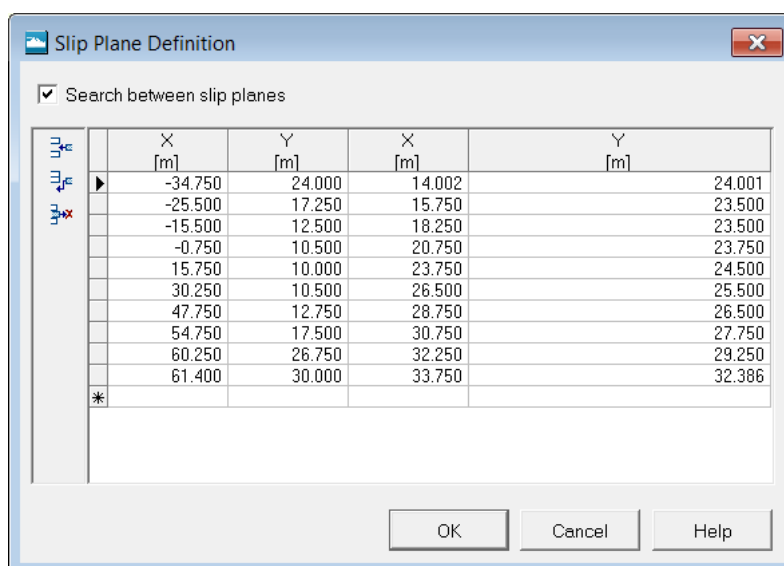 Slip Plane Definition
Search between slip planes
X Y X Y
[m] [m] [m] [m]
-34.750 24.000 14.002 24.001
-25.500 17.250 15.750 23.500
-15.500 12.500 18.250 23.500
-0.750 10.500 20.750 23.750
15.750 10.000 23.750 24.500
30.250 10.500 26.500 25.500
47.750 12.750 28.750 26.500
54.750 17.500 30.750 27.750
60.250 26.750 32.250 29.250
61.400 30.000 33.750 32.386
OK Cancel Help